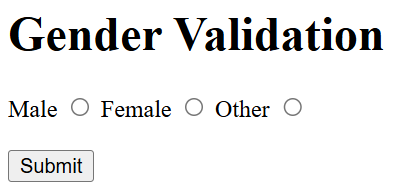 Gender Validation
Male Female Other
Submit